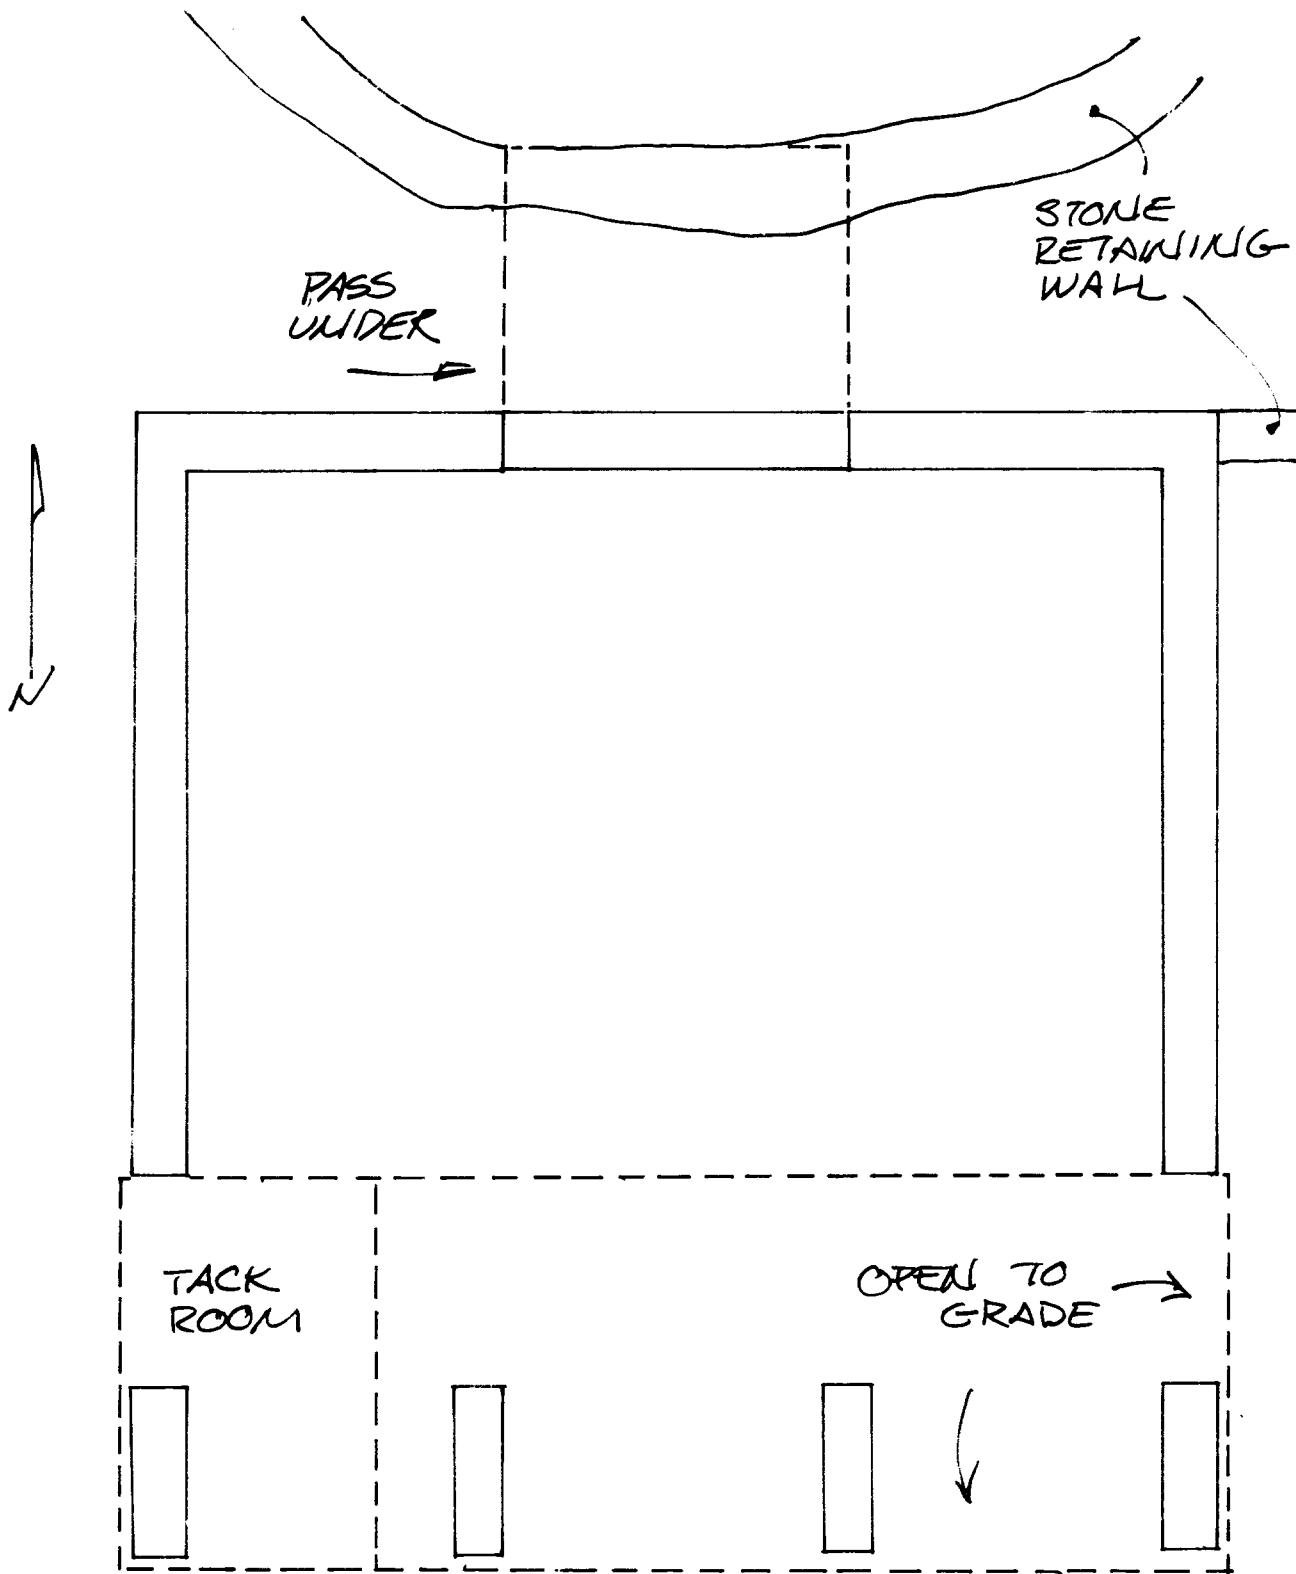 STONE
RETAINING
WALL
PASS
UNDER
N
TACK
ROOM
OPEN TO
GRADE